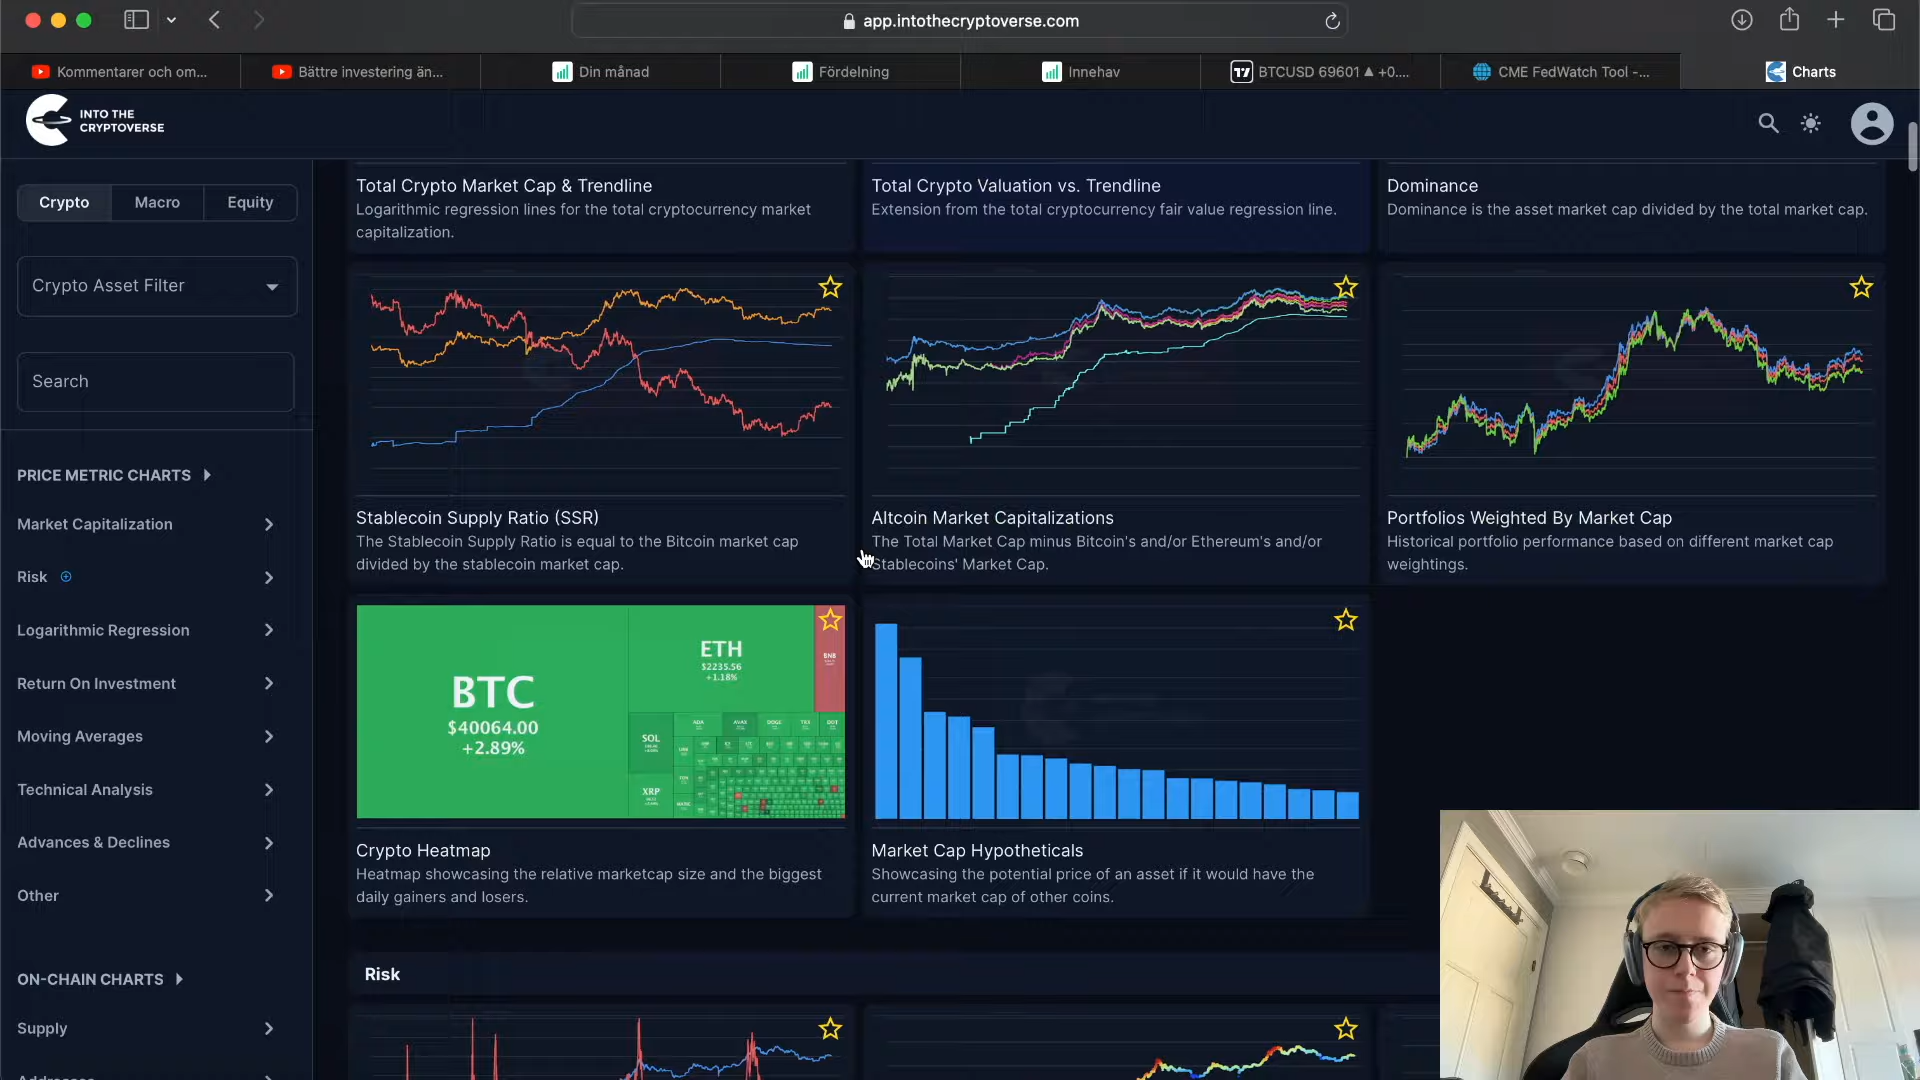 app.intothecryptoverse.com
Kommentarer och om...
Bättre investering än...
Din månad
Fördelning
Innehav
BTCUSD 69601 ▲ +0....
CME FedWatch Tool -...
Charts
INTO THE
CRYPTOVERSE
Crypto
Macro
Equity
Crypto Asset Filter
Search
PRICE METRIC CHARTS
Market Capitalization
Risk
Logarithmic Regression
Return On Investment
Moving Averages
Technical Analysis
Advances & Declines
Other
ON-CHAIN CHARTS
Supply
Total Crypto Market Cap & Trendline
Logarithmic regression lines for the total cryptocurrency market
capitalization.
Total Crypto Valuation vs. Trendline
Extension from the total cryptocurrency fair value regression line.
Dominance
Dominance is the asset market cap divided by the total market cap.
Stablecoin Supply Ratio (SSR)
The Stablecoin Supply Ratio is equal to the Bitcoin market cap
divided by the stablecoin market cap.
Altcoin Market Capitalizations
The Total Market Cap minus Bitcoin's and/or Ethereum's and/or
Stablecoins' Market Cap.
Portfolios Weighted By Market Cap
Historical portfolio performance based on different market cap
weightings.
BTC
$40064.00
+2.89%
ETH
$2235.56
+1.18%
BNB
SOL
XRP
ADA
AVAX
DOGE
TRX
DOT
Crypto Heatmap
Heatmap showcasing the relative marketcap size and the biggest
daily gainers and losers.
Market Cap Hypotheticals
Showcasing the potential price of an asset if it would have the
current market cap of other coins.
Risk